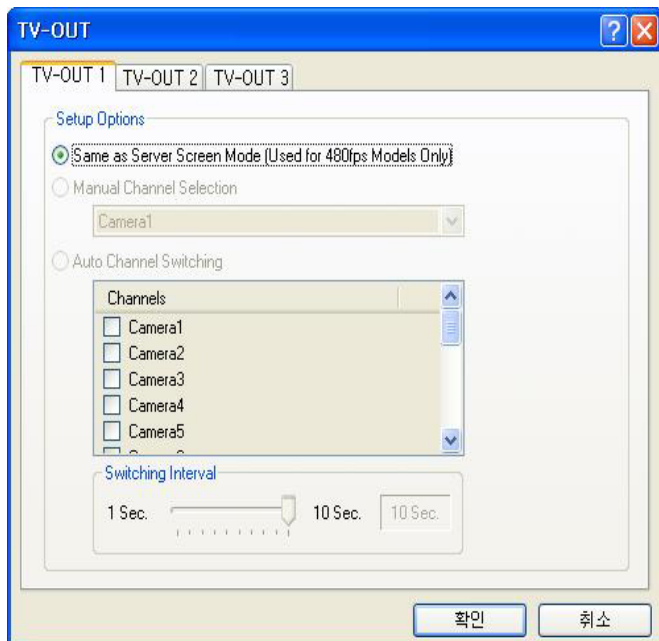 TV-OUT
TV-OUT 1 TV-OUT 2 TV-OUT 3
Setup Options
Same as Server Screen Mode (Used for 480fps Models Only)
Manual Channel Selection
Camera1
Auto Channel Switching
Channels
Camera1
Camera2
Camera3
Camera4
Camera5
Switching Interval
1 Sec. 10 Sec. 10 Sec.
확인 취소